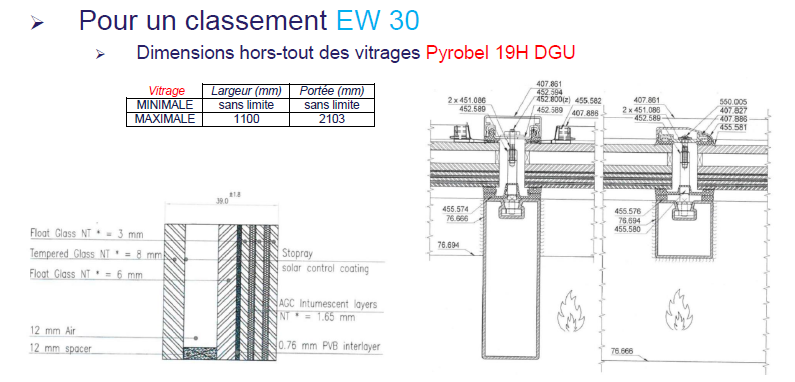 Pour un classement EW 30
Dimensions hors-tout des vitrages Pyrobel 19H DGU
Vitrage Largeur (mm) Portée (mm)
MINIMALE sans limite sans limite
MAXIMALE 1100 2103
±1.8
39.0
Float Glass NT * = 3 mm
Tempered Glass NT * = 8 mm
Float Glass NT * = 6 mm
12 mm Air
12 mm spacer
Stopray
solar control coating
AGC Intumescent layers
NT * = 1.65 mm
0.76 mm PVB interlayer
407.861
452.594
2 x 451.086 452.800(z) 455.582
452.589 452.589 407.886
455.574
76.666
76.694
407.861 550.005
2 x 451.086 407.827
452.589 407.886
455.581
455.576
76.694
455.580
76.666